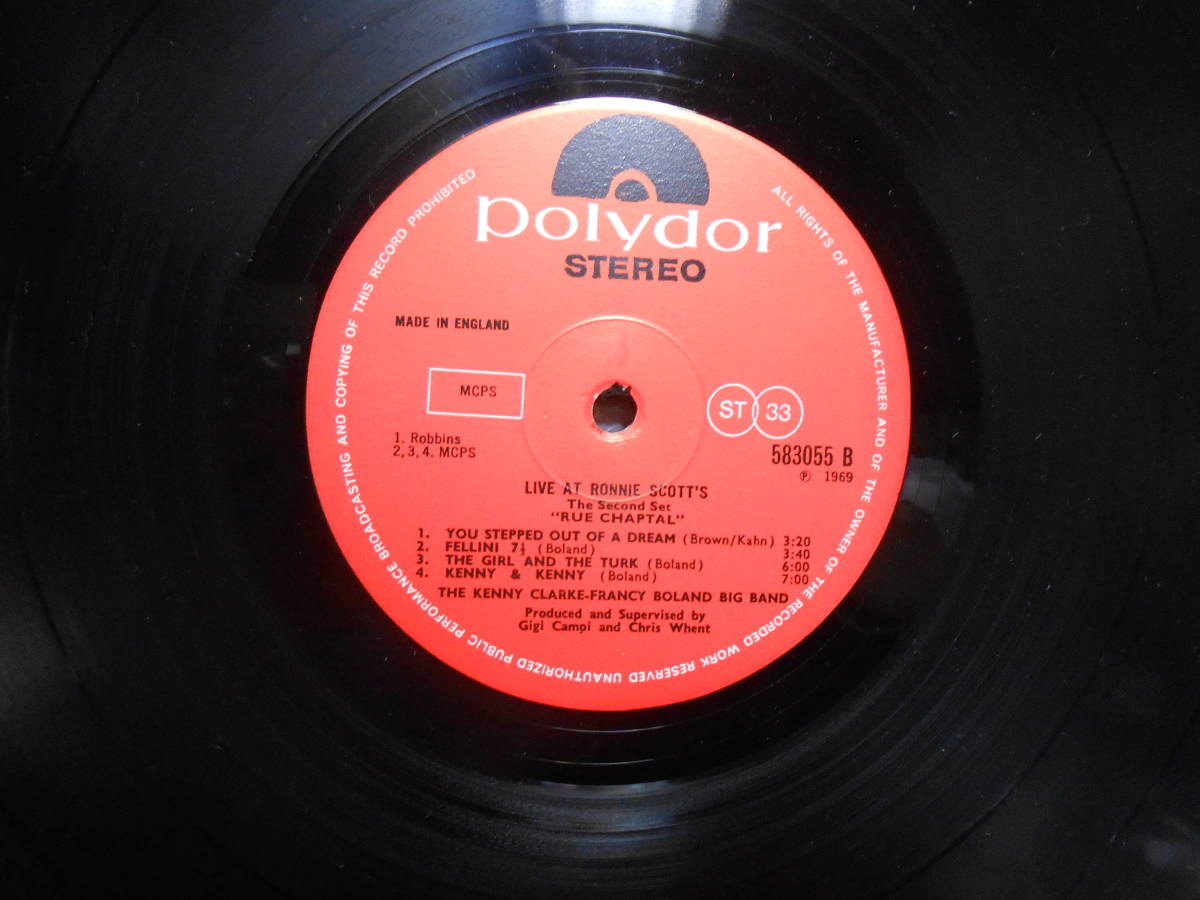 polydor
STEREO
MADE IN ENGLAND
MCPS
ST 33
1. Robbins
2,3,4. MCPS
583055 B
℗ 1969
LIVE AT RONNIE SCOTT'S
The Second Set
"RUE CHAPTAL"
1. YOU STEPPED OUT OF A DREAM (Brown/Kahn) 3:20
2. FELLINI 7½ (Boland) 3:40
3. THE GIRL AND THE TURK (Boland) 6:00
4. KENNY & KENNY (Boland) 7:00
THE KENNY CLARKE-FRANCY BOLAND BIG BAND
Produced and Supervised by
Gigi Campi and Chris Whent
ALL RIGHTS OF THE MANUFACTURER AND OF THE OWNER OF THE RECORDED WORK RESERVED UNAUTHORIZED PUBLIC PERFORMANCE BROADCASTING AND COPYING OF THIS RECORD PROHIBITED